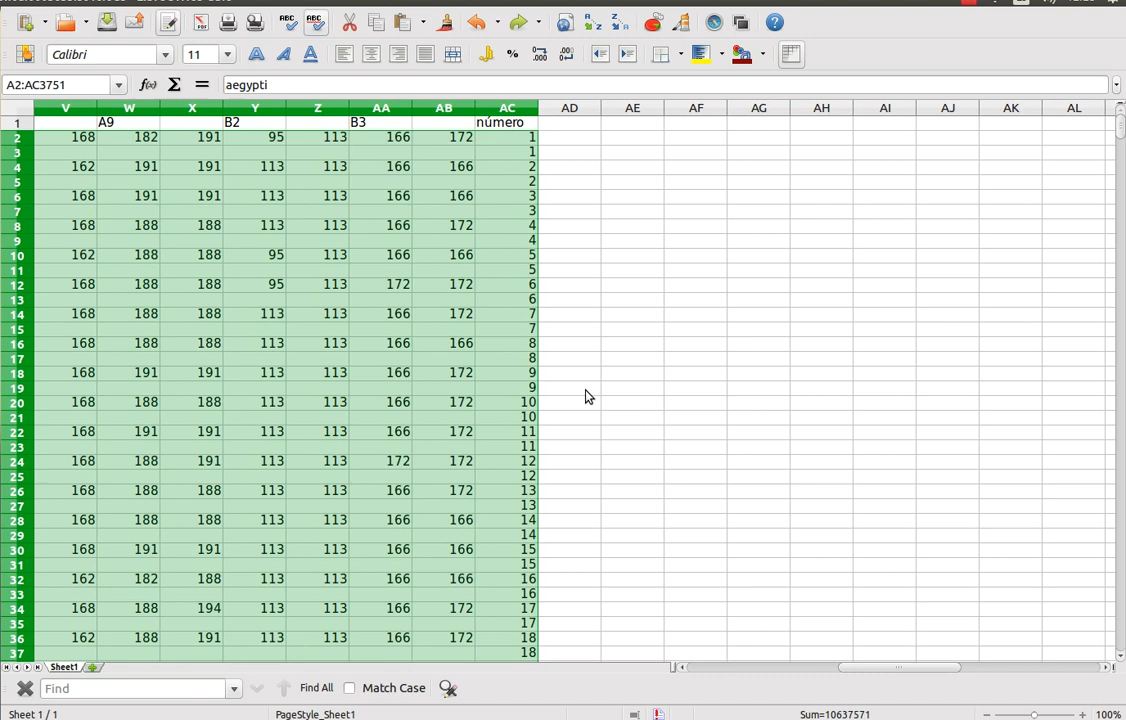 Calibri 11
A2:AC3751 f(x) Σ = aegypti
V W X Y Z AA AB AC AD AE AF AG AH AI AJ AK AL
1 A9 B2 B3 número
2 168 182 191 95 113 166 172 1
3 1
4 162 191 191 113 113 166 166 2
5 2
6 168 191 191 113 113 166 166 3
7 3
8 168 188 188 113 113 166 172 4
9 4
10 162 188 188 95 113 166 166 5
11 5
12 168 188 188 95 113 172 172 6
13 6
14 168 188 188 113 113 166 172 7
15 7
16 168 188 188 113 113 166 166 8
17 8
18 168 191 191 113 113 166 172 9
19 9
20 168 188 188 113 113 166 172 10
21 10
22 168 191 191 113 113 166 172 11
23 11
24 168 188 191 113 113 172 172 12
25 12
26 168 188 188 113 113 166 172 13
27 13
28 168 188 188 113 113 166 166 14
29 14
30 168 191 191 113 113 166 166 15
31 15
32 162 182 188 113 113 166 166 16
33 16
34 168 188 194 113 113 166 172 17
35 17
36 162 188 191 113 113 166 172 18
37 18
Sheet1
Find Find All Match Case
Sheet 1 / 1 PageStyle_Sheet1 Sum=10637571 100%